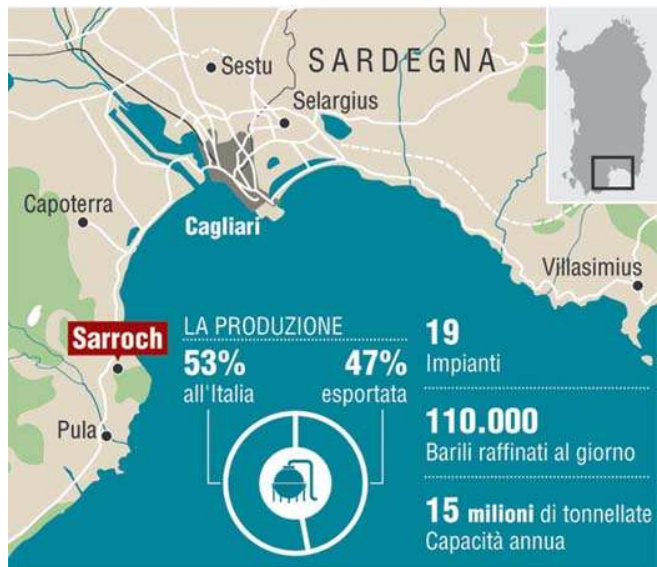 SARDEGNA
Sestu
Selargius
Capoterra
Cagliari
Villasimius
Sarroch
Pula
LA PRODUZIONE
53%
all'Italia
47%
esportata
19
Impianti
110.000
Barili raffinati al giorno
15 milioni di tonnellate
Capacità annua